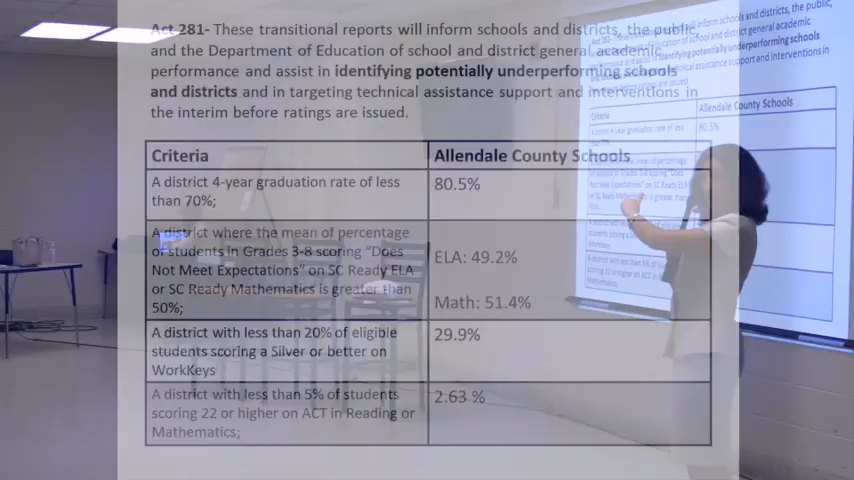 Act 281- These transitional reports will inform schools and districts, the public,
and the Department of Education of school and district general academic
performance and assist in identifying potentially underperforming schools
and districts and in targeting technical assistance support and interventions in
the interim before ratings are issued.
Criteria
Allendale County Schools
A district 4-year graduation rate of less
than 70%;
80.5%
A district where the mean of percentage
of students in Grades 3-8 scoring "Does
Not Meet Expectations" on SC Ready ELA
or SC Ready Mathematics is greater than
50%;
ELA: 49.2%
Math: 51.4%
A district with less than 20% of eligible
students scoring a Silver or better on
WorkKeys
29.9%
A district with less than 5% of students
scoring 22 or higher on ACT in Reading or
Mathematics;
2.63 %
Criteria
Allendale County Schools
80.5%